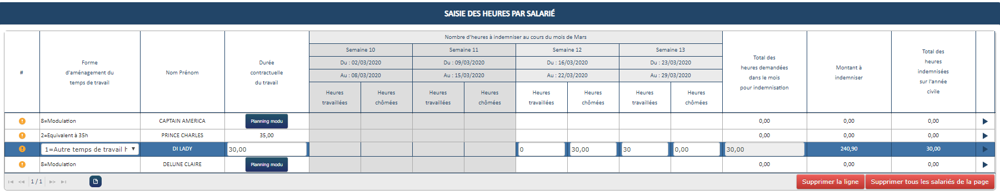 SAISIE DES HEURES PAR SALARIÉ
Nombre d'heures à indemniser au cours du mois de Mars
Semaine 10 Semaine 11 Semaine 12 Semaine 13
Du : 02/03/2020 Du : 09/03/2020 Du : 16/03/2020 Du : 23/03/2020
Au : 08/03/2020 Au : 15/03/2020 Au : 22/03/2020 Au : 29/03/2020
#
Forme
d'aménagement du
temps de travail
Nom Prénom
Durée
contractuelle
du travail
Heures
travaillées
Heures
chômées
Heures
travaillées
Heures
chômées
Heures
travaillées
Heures
chômées
Heures
travaillées
Heures
chômées
Total des
heures demandées
dans le mois
pour indemnisation
Montant à
indemniser
Total des
heures
indemnisées
sur l'année
civile
8=Modulation CAPTAIN AMERICA Planning modu 0,00 0,00 0,00
2=Equivalent à 35h PRINCE CHARLES 35,00 0,00 0,00 0,00
1=Autre temps de travail h DI LADY 30,00 0 30,00 30 0,00 30,00 240,90 30,00
8=Modulation DELUNE CLAIRE Planning modu 0,00 0,00 0,00
1 / 1 Supprimer la ligne Supprimer tous les salariés de la page